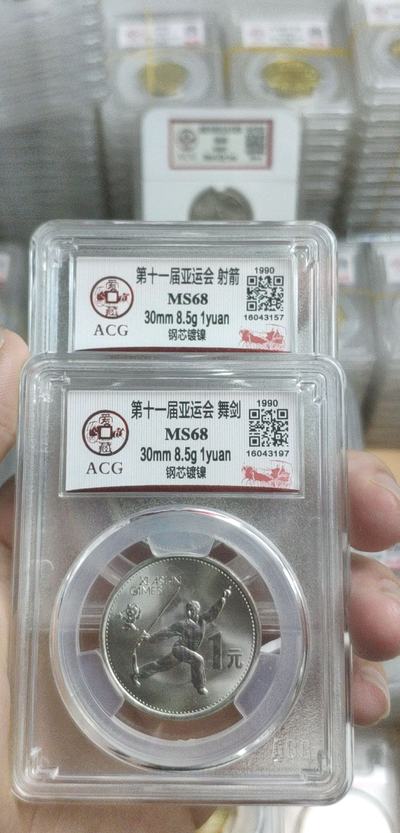 第十一届亚运会 射箭
MS68
30mm 8.5g 1yuan
钢芯镀镍
1990
16043157
ACG
第十一届亚运会 舞剑
MS68
30mm 8.5g 1yuan
钢芯镀镍
1990
16043197
爱藏
ACG
XI ASIAN
GAMES
1元